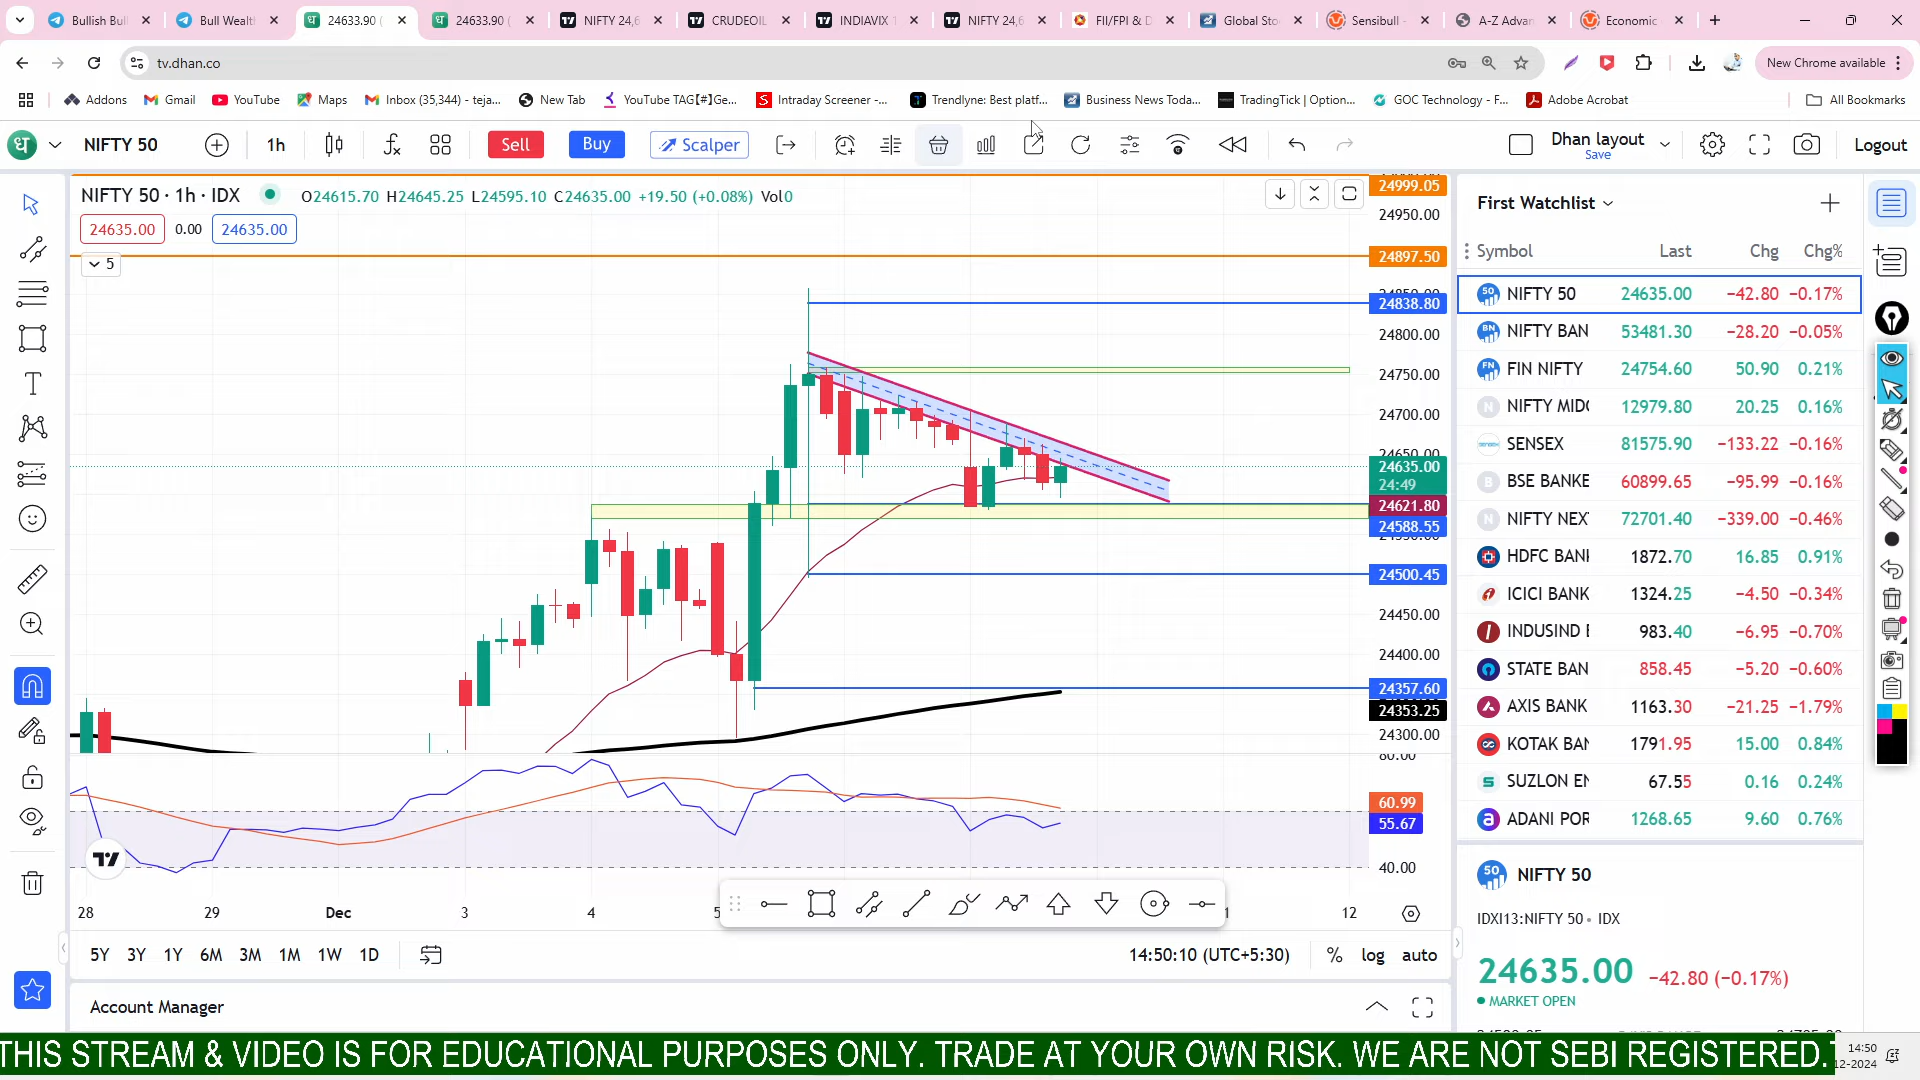 Bullish Bull
Bull Wealt
24633.90 (
24633.90 (
NIFTY 24,6
CRUDEOIL
INDIAVIX 1
NIFTY 24,6
FII/FPI & D
Global Sto
Sensibull -
A-Z Advan
Economic
tv.dhan.co
New Chrome available
Addons
Gmail
YouTube
Maps
Inbox (35,344) - teja...
New Tab
YouTube TAG【#】Ge...
Intraday Screener -...
Trendlyne: Best platf...
Business News Toda...
TradingTick | Option...
GOC Technology - F...
Adobe Acrobat
All Bookmarks
NIFTY 50
1h
Sell
Buy
Scalper
Dhan layout
Save
Logout
NIFTY 50 · 1h · IDX
O24615.70 H24645.25 L24595.10 C24635.00 +19.50 (+0.08%) Vol0
24635.00
0.00
24635.00
5
24999.05
24950.00
24897.50
24838.80
24800.00
24750.00
24700.00
24635.00
24:49
24621.80
24588.55
24500.45
24450.00
24400.00
24357.60
24353.25
24300.00
80.00
60.99
55.67
40.00
28
29
Dec
3
4
5
12
5Y 3Y 1Y 6M 3M 1M 1W 1D
14:50:10 (UTC+5:30)
% log auto
Account Manager
First Watchlist
Symbol Last Chg Chg%
NIFTY 50 24635.00 −42.80 −0.17%
NIFTY BAN 53481.30 −28.20 −0.05%
FIN NIFTY 24754.60 50.90 0.21%
NIFTY MIDC 12979.80 20.25 0.16%
SENSEX 81575.90 −133.22 −0.16%
BSE BANKE 60899.65 −95.99 −0.16%
NIFTY NEX 72701.40 −339.00 −0.46%
HDFC BAN 1872.70 16.85 0.91%
ICICI BANK 1324.25 −4.50 −0.34%
INDUSIND 983.40 −6.95 −0.70%
STATE BAN 858.45 −5.20 −0.60%
AXIS BANK 1163.30 −21.25 −1.79%
KOTAK BAN 1791.95 15.00 0.84%
SUZLON EN 67.55 0.16 0.24%
ADANI POR 1268.65 9.60 0.76%
NIFTY 50
IDXI13:NIFTY 50 • IDX
24635.00 −42.80 (−0.17%)
MARKET OPEN
THIS STREAM & VIDEO IS FOR EDUCATIONAL PURPOSES ONLY. TRADE AT YOUR OWN RISK. WE ARE NOT SEBI REGISTERED.
14:50
12-2024